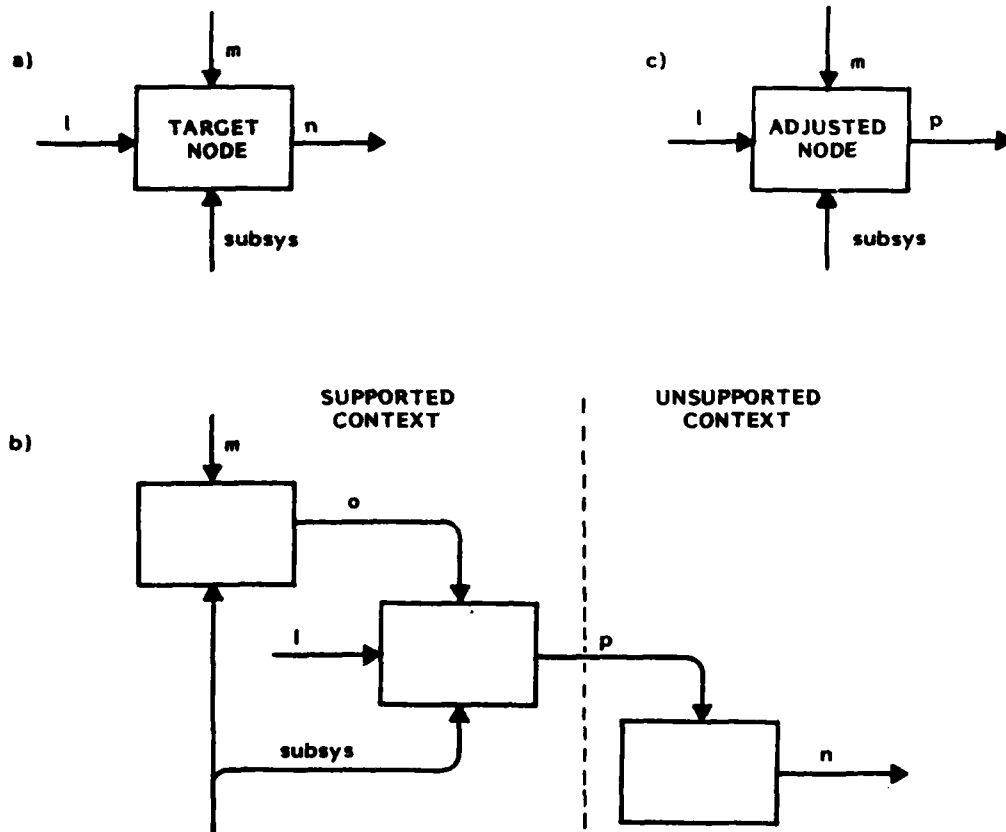 a)
m
l
TARGET
NODE
n
subsys
c)
m
l
ADJUSTED
NODE
p
subsys
SUPPORTED
CONTEXT
UNSUPPORTED
CONTEXT
b)
m
o
l
p
subsys
n